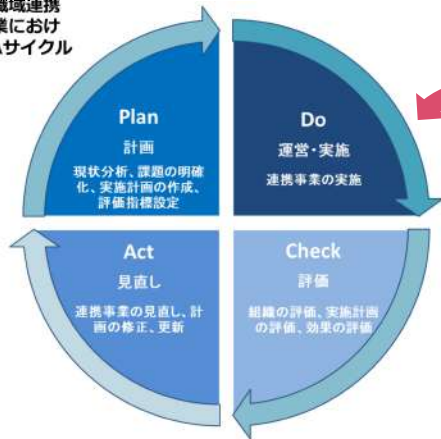 域連携
業におけ
サイクル
Plan
計画
現状分析、課題の明確
化、実施計画の作成、
評価指標設定
Do
運営・実施
連携事業の実施
Act
見直し
連携事業の見直し、計
画の修正、更新
Check
評価
組織の評価、実施計画
の評価、効果の評価